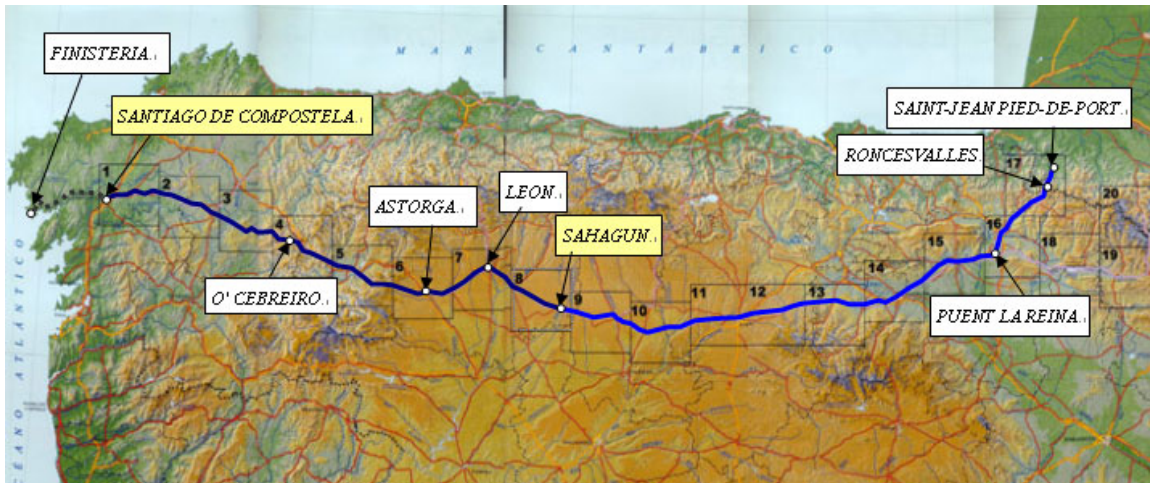 MAR CANTÁBRICO
FINISTERIA.
SANTIAGO DE COMPOSTELA.
SAINT-JEAN PIED-DE-PORT.
RONCESVALLES.
LEON.
ASTORGA.
SAHAGUN.
O' CEBREIRO.
PUENT LA REINA.
OCÉANO ATLÁNTICO
1
2
3
4
5
6
7
8
9
10
11
12
13
14
15
16
17
18
19
20